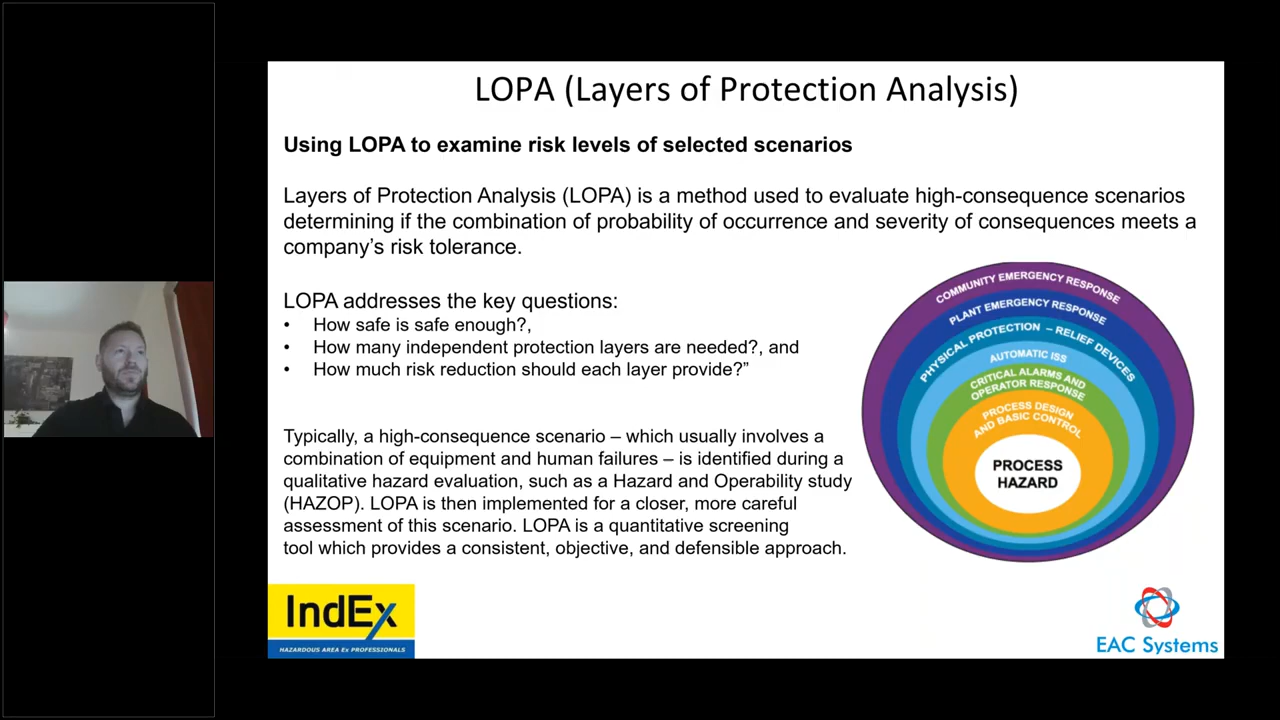 LOPA (Layers of Protection Analysis)
Using LOPA to examine risk levels of selected scenarios
Layers of Protection Analysis (LOPA) is a method used to evaluate high-consequence scenarios
determining if the combination of probability of occurrence and severity of consequences meets a
company’s risk tolerance.
LOPA addresses the key questions:
• How safe is safe enough?,
• How many independent protection layers are needed?, and
• How much risk reduction should each layer provide?”
Typically, a high-consequence scenario – which usually involves a
combination of equipment and human failures – is identified during a
qualitative hazard evaluation, such as a Hazard and Operability study
(HAZOP). LOPA is then implemented for a closer, more careful
assessment of this scenario. LOPA is a quantitative screening
tool which provides a consistent, objective, and defensible approach.
COMMUNITY EMERGENCY RESPONSE
PLANT EMERGENCY RESPONSE
PHYSICAL PROTECTION – RELIEF DEVICES
AUTOMATIC ISS
CRITICAL ALARMS AND
OPERATOR RESPONSE
PROCESS DESIGN
AND BASIC CONTROL
PROCESS
HAZARD
IndEx
HAZARDOUS AREA Ex PROFESSIONALS
EAC Systems